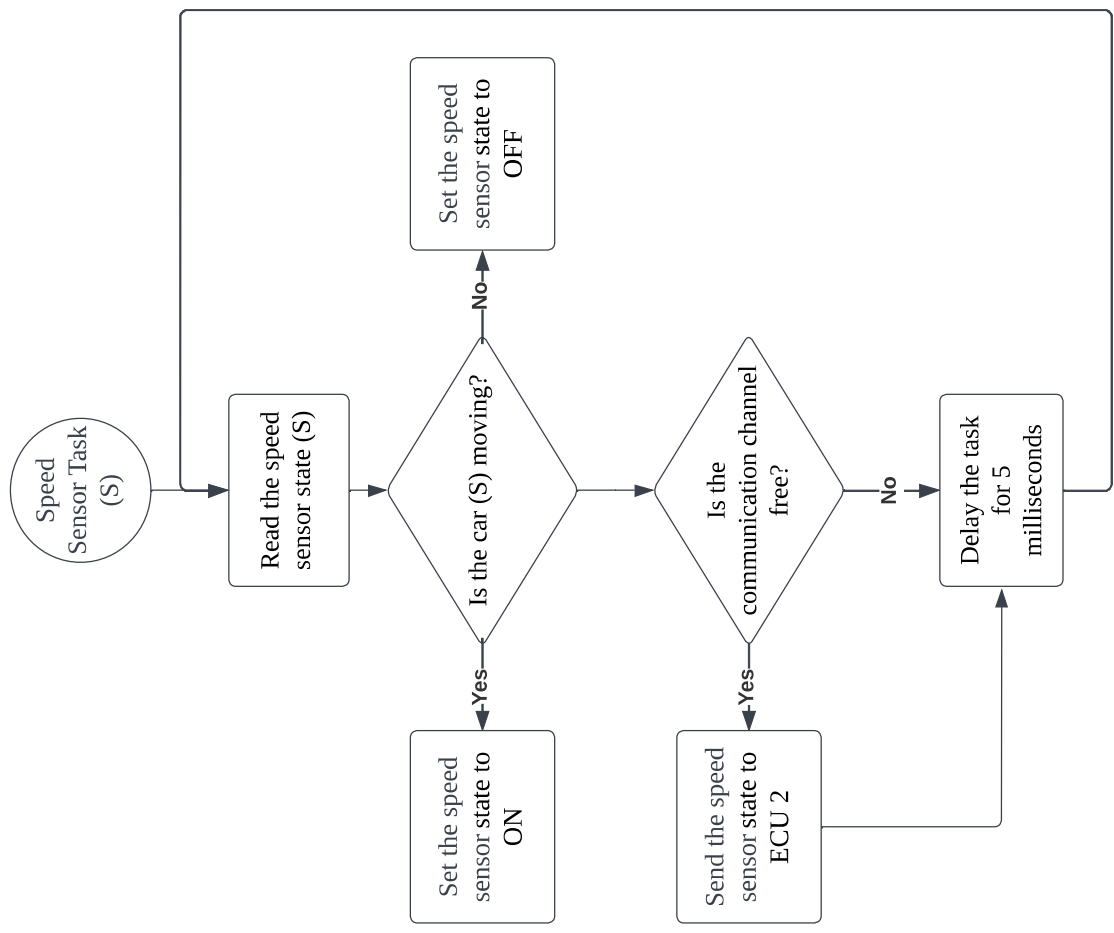 Speed
Sensor Task
(S)
Read the speed
sensor state (S)
Is the car (S) moving?
Yes
No
Set the speed
sensor state to
ON
Set the speed
sensor state to
OFF
Is the
communication channel
free?
Yes
No
Send the speed
sensor state to
ECU 2
Delay the task
for 5
milliseconds